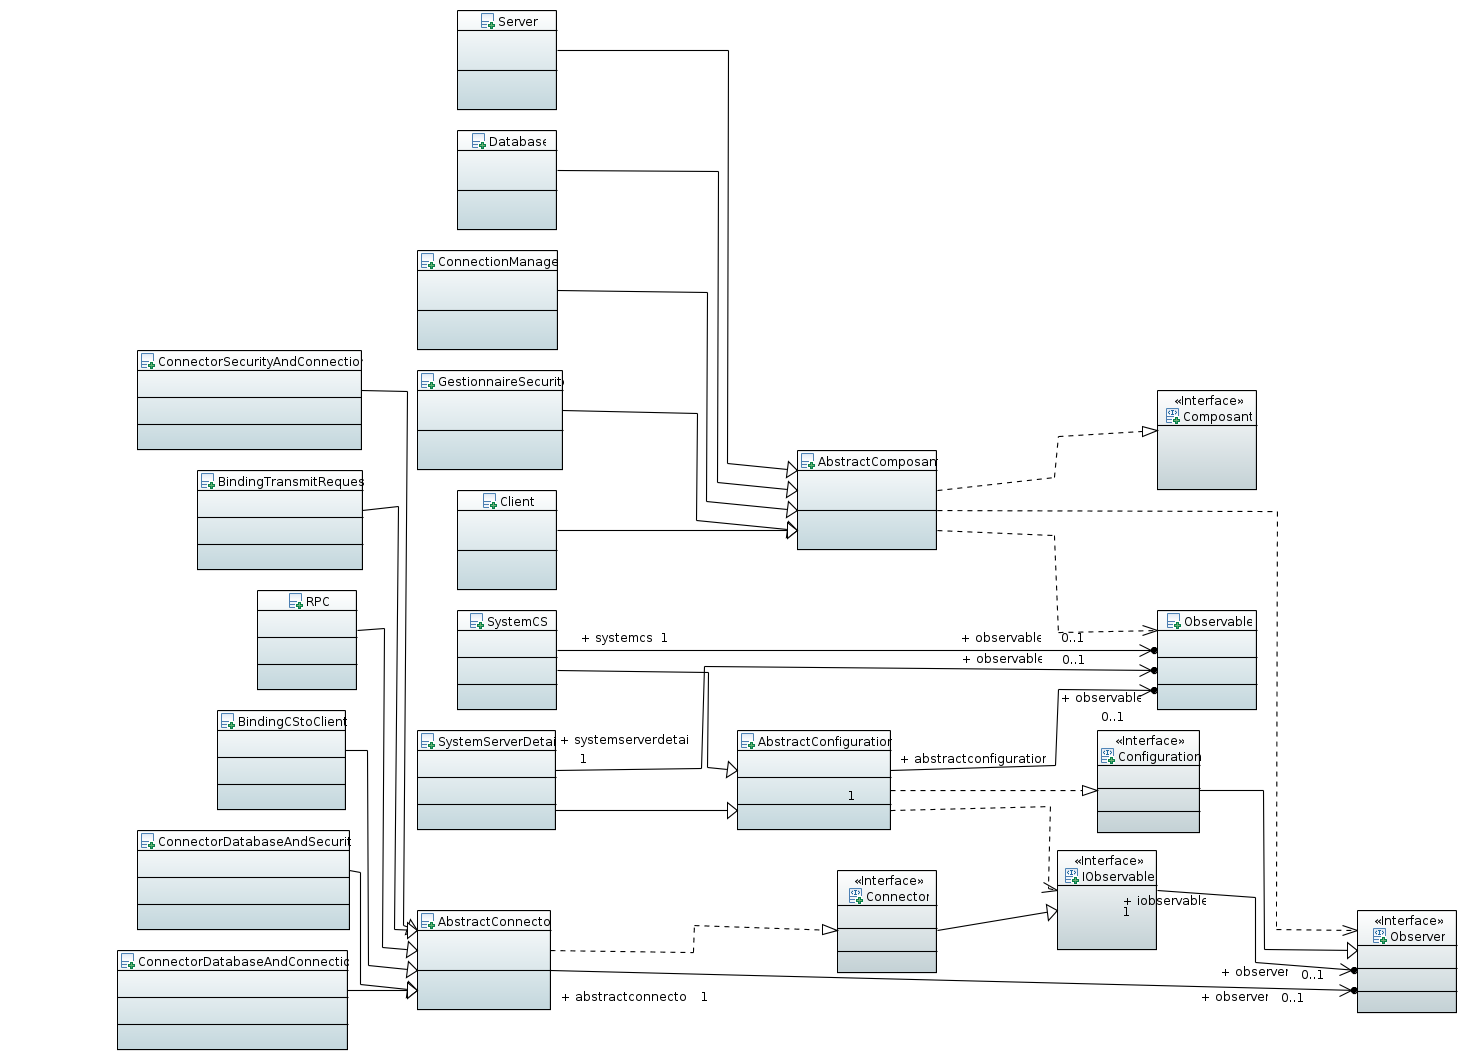 Server
Database
ConnectionManage
ConnectorSecurityAndConnectio
GestionnaireSecurit
«Interface»
Composant
AbstractComposan
BindingTransmitReques
Client
RPC
SystemCS
Observable
+ systemcs 1
+ observable 0..1
+ observable 0..1
+ observable
0..1
BindingCStoClient
SystemServerDetai
+ systemserverdetai
1
AbstractConfiguration
+ abstractconfiguration
1
«Interface»
Configuration
ConnectorDatabaseAndSecurit
«Interface»
IObservable
+ iobservable
1
«Interface»
Connector
AbstractConnecto
«Interface»
Observer
ConnectorDatabaseAndConnectic
+ observer 0..1
+ abstractconnecto 1
+ observer 0..1